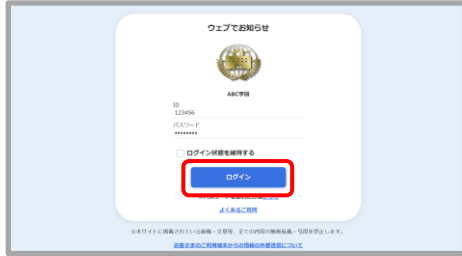 ウェブでお知らせ
ABC学園
ID
123456
パスワード
••••••••
ログイン状態を維持する
ログイン
よくあるご質問
※本サイトに掲載されている画像・文章等、全ての内容の無断転載・引用を禁止します。
お客さまのご利用端末からの情報の外部送信について